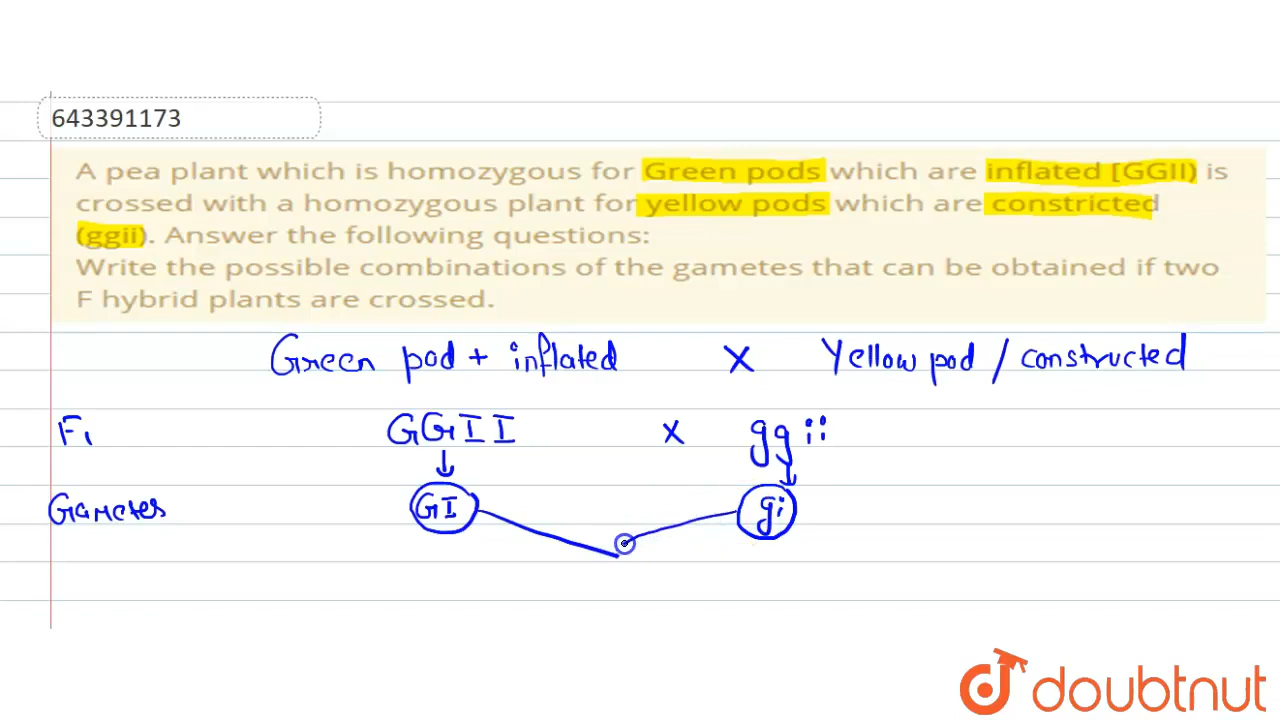 643391173
A pea plant which is homozygous for Green pods which are inflated [GGII) is
crossed with a homozygous plant for yellow pods which are constricted
(ggii). Answer the following questions:
Write the possible combinations of the gametes that can be obtained if two
F hybrid plants are crossed.
Green pod + inflated X Yellow pod / constructed
F1 GGII X ggii
Gametes GI gi
doubtnut